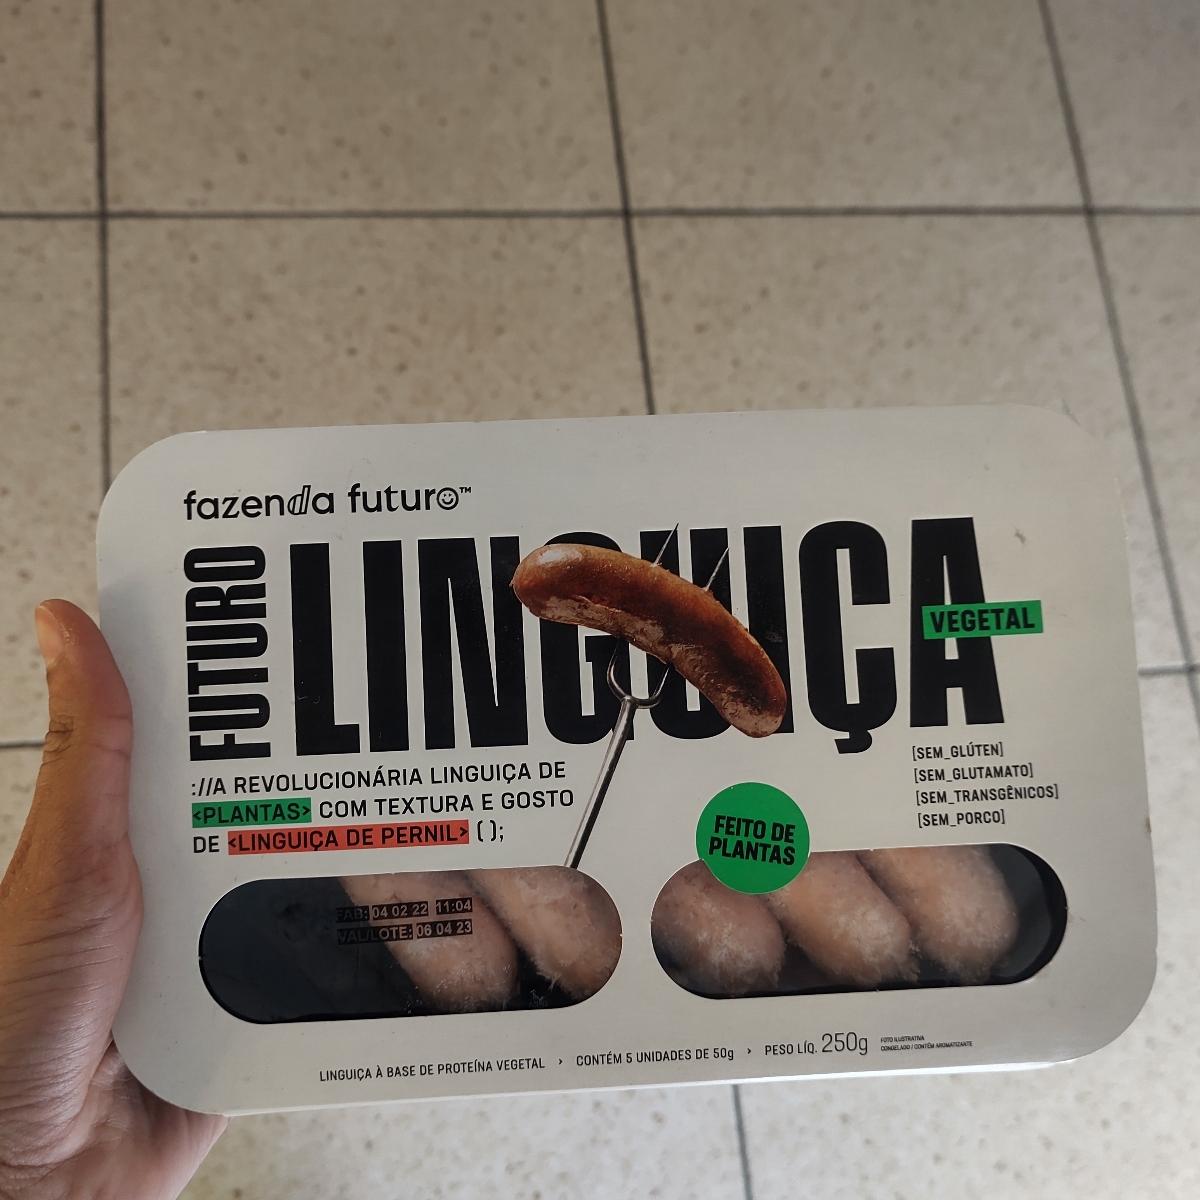 fazenda futuro™
FUTURO
LINGUIÇA
VEGETAL
://A REVOLUCIONÁRIA LINGUIÇA DE
<PLANTAS> COM TEXTURA E GOSTO
DE <LINGUIÇA DE PERNIL> ( );
[SEM_GLÚTEN]
[SEM_GLUTAMATO]
[SEM_TRANSGÊNICOS]
[SEM_PORCO]
FEITO DE
PLANTAS
FAB: 04 02 22 11:04
VAL/LOTE: 06 04 23
LINGUIÇA À BASE DE PROTEÍNA VEGETAL > CONTÉM 5 UNIDADES DE 50g > PESO LÍQ. 250g
FOTO ILUSTRATIVA
CONGELADO / CONTÉM AROMATIZANTE